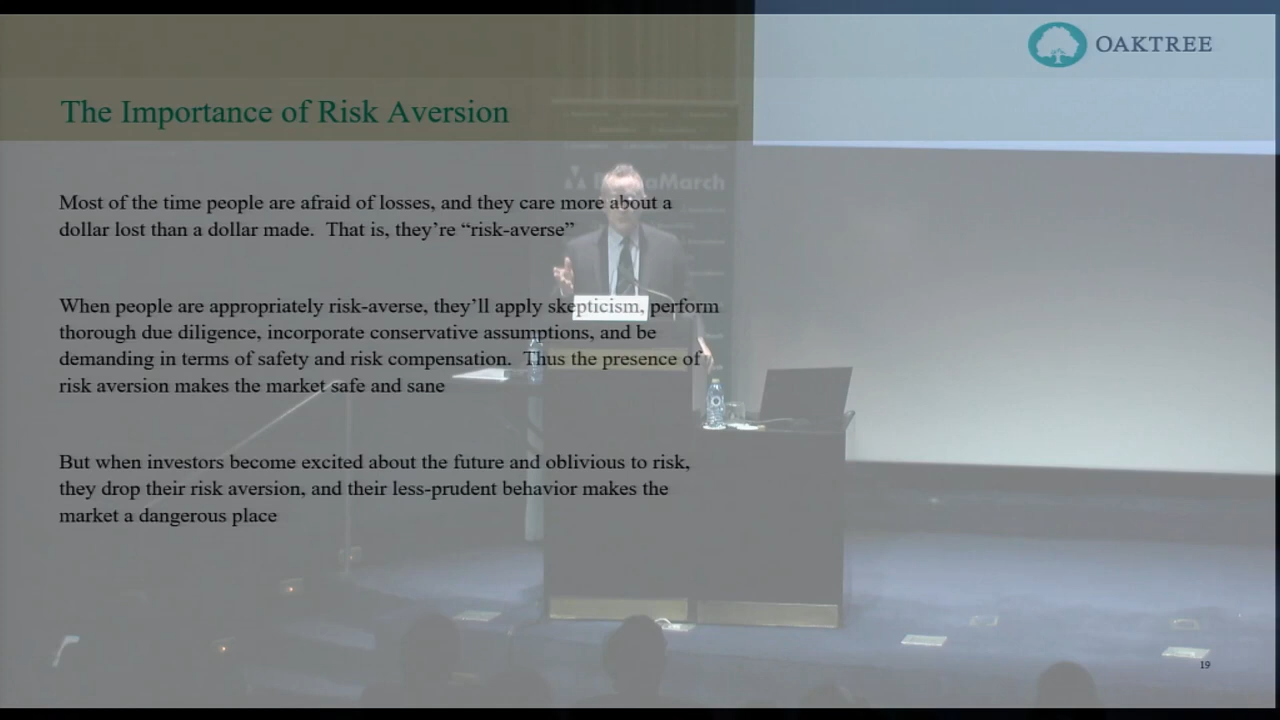 OAKTREE
The Importance of Risk Aversion
Most of the time people are afraid of losses, and they care more about a
dollar lost than a dollar made.  That is, they’re “risk-averse”
When people are appropriately risk-averse, they’ll apply skepticism, perform
thorough due diligence, incorporate conservative assumptions, and be
demanding in terms of safety and risk compensation.  Thus the presence of
risk aversion makes the market safe and sane
But when investors become excited about the future and oblivious to risk,
they drop their risk aversion, and their less-prudent behavior makes the
market a dangerous place
19